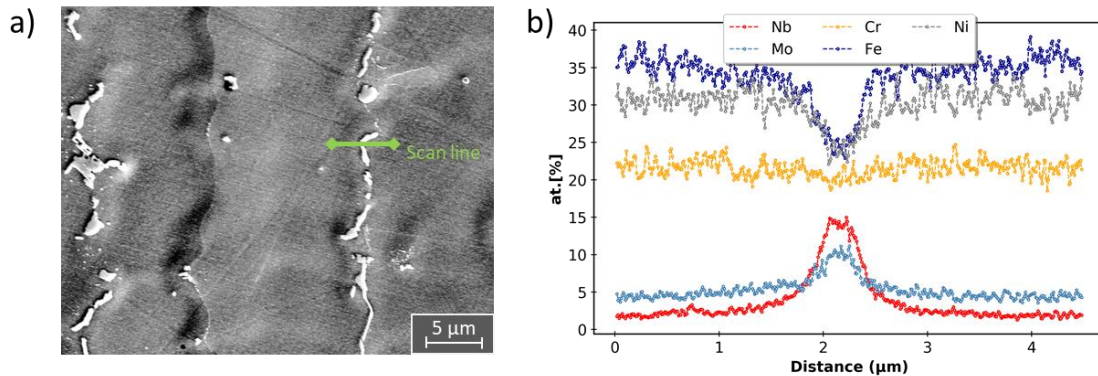 a)
Scan line
5 μm
b)
Nb
Cr
Ni
Mo
Fe
at.[%]
40
35
30
25
20
15
10
5
0
0
1
2
3
4
Distance (μm)